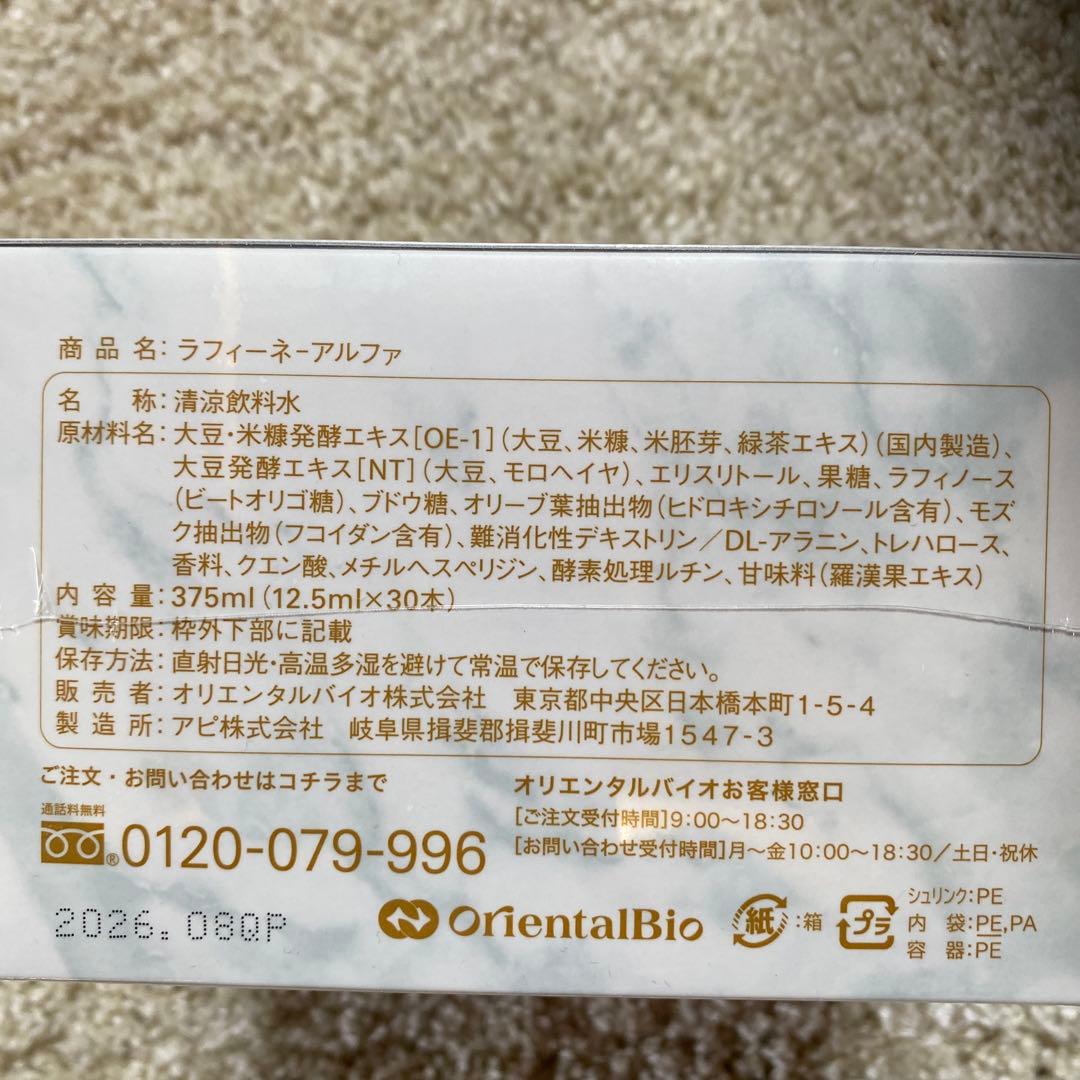 商品名：ラフィーネ-アルファ
名　　称：清涼飲料水
原材料名：大豆・米糠発酵エキス[OE-1]（大豆、米糠、米胚芽、緑茶エキス）（国内製造）、
大豆発酵エキス[NT]（大豆、モロヘイヤ）、エリスリトール、果糖、ラフィノース
（ビートオリゴ糖）、ブドウ糖、オリーブ葉抽出物（ヒドロキシチロソール含有）、モズ
ク抽出物（フコイダン含有）、難消化性デキストリン／DL-アラニン、トレハロース、
香料、クエン酸、メチルヘスペリジン、酵素処理ルチン、甘味料（羅漢果エキス）
内容量：375ml（12.5ml×30本）
賞味期限：枠外下部に記載
保存方法：直射日光・高温多湿を避けて常温で保存してください。
販売者：オリエンタルバイオ株式会社　東京都中央区日本橋本町1-5-4
製造所：アピ株式会社　岐阜県揖斐郡揖斐川町市場1547-3
ご注文・お問い合わせはコチラまで
通話料無料
®0120-079-996
オリエンタルバイオお客様窓口
[ご注文受付時間]9:00〜18:30
[お問い合わせ受付時間]月〜金10:00〜18:30／土日・祝休
2026.08QP
OrientalBio
紙：箱
プラ
シュリンク：PE
内　袋：PE,PA
容　器：PE